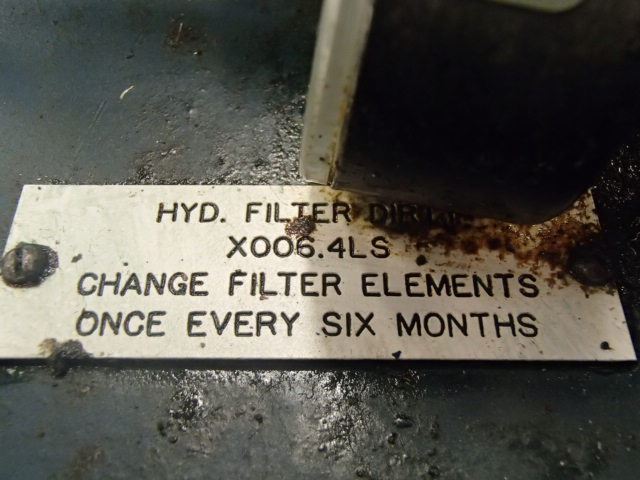 HYD. FILTER
X006.4LS
CHANGE FILTER ELEMENTS
ONCE EVERY SIX MONTHS